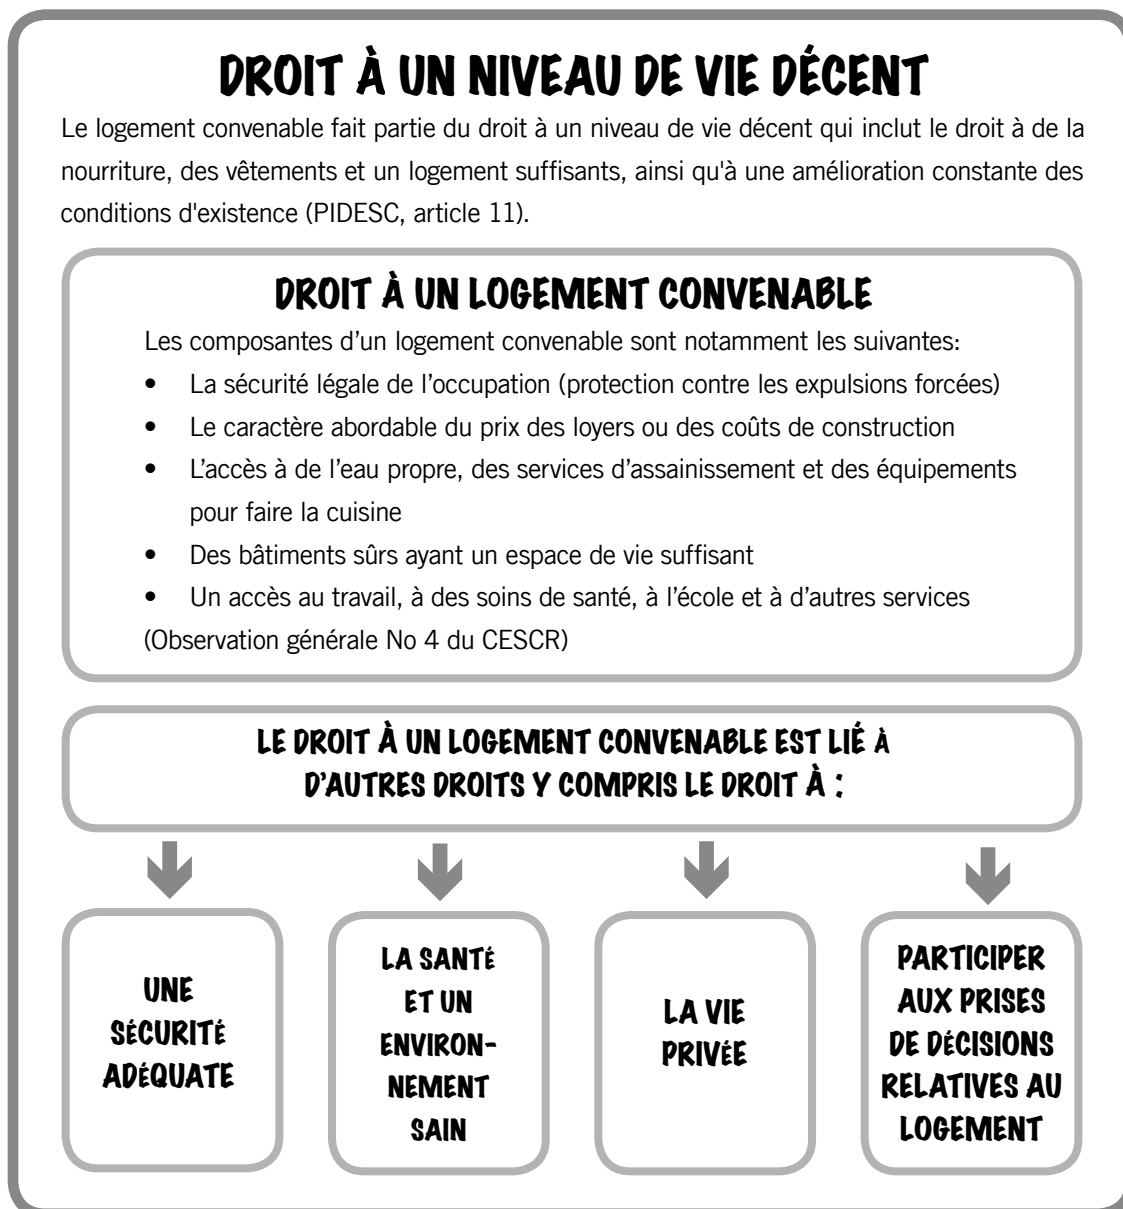 DROIT À UN NIVEAU DE VIE DÉCENT
Le logement convenable fait partie du droit à un niveau de vie décent qui inclut le droit à de la
nourriture, des vêtements et un logement suffisants, ainsi qu'à une amélioration constante des
conditions d'existence (PIDESC, article 11).
DROIT À UN LOGEMENT CONVENABLE
Les composantes d’un logement convenable sont notamment les suivantes:
• La sécurité légale de l’occupation (protection contre les expulsions forcées)
• Le caractère abordable du prix des loyers ou des coûts de construction
• L’accès à de l’eau propre, des services d’assainissement et des équipements
pour faire la cuisine
• Des bâtiments sûrs ayant un espace de vie suffisant
• Un accès au travail, à des soins de santé, à l’école et à d’autres services
(Observation générale No 4 du CESCR)
LE DROIT À UN LOGEMENT CONVENABLE EST LIÉ À
D’AUTRES DROITS Y COMPRIS LE DROIT À :
UNE
SÉCURITÉ
ADÉQUATE
LA SANTÉ
ET UN
ENVIRON-
NEMENT
SAIN
LA VIE
PRIVÉE
PARTICIPER
AUX PRISES
DE DÉCISIONS
RELATIVES AU
LOGEMENT